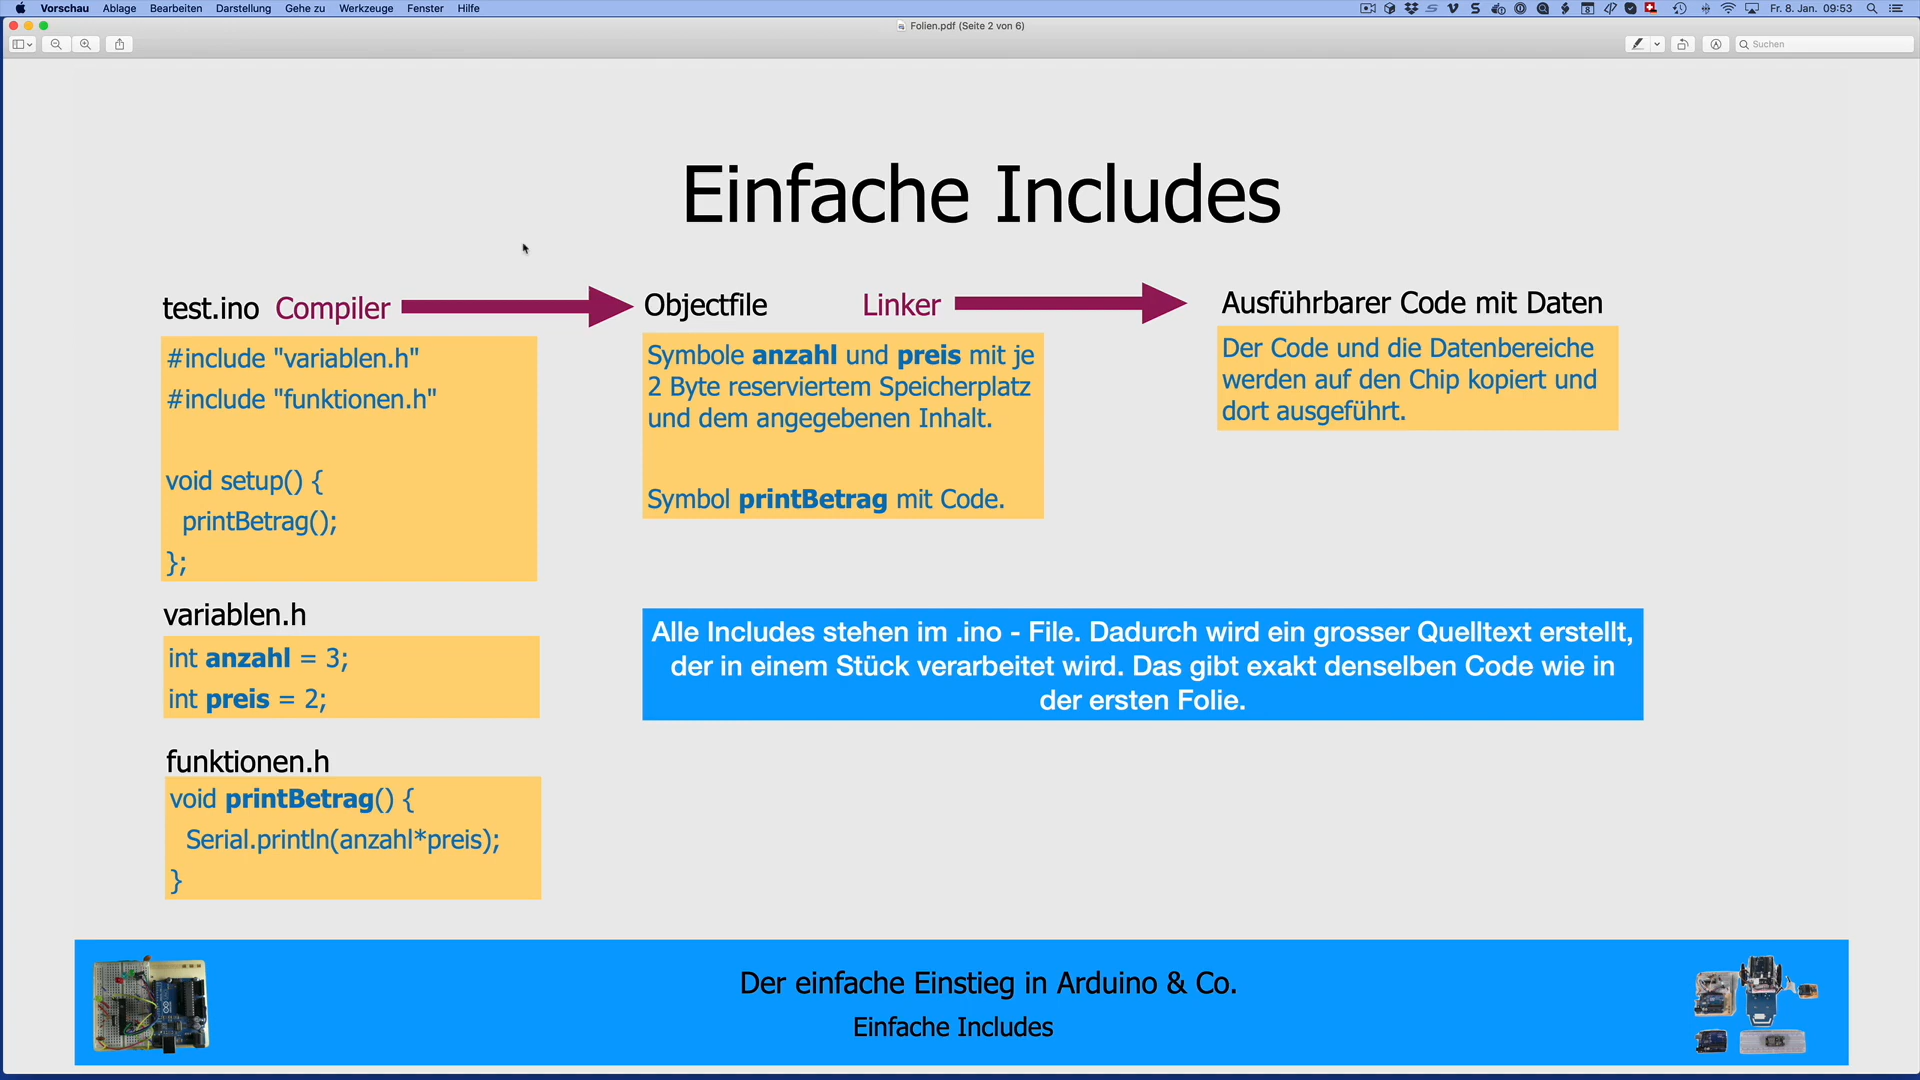 Vorschau Ablage Bearbeiten Darstellung Gehe zu Werkzeuge Fenster Hilfe
Fr. 8. Jan. 09:53
Folien.pdf (Seite 2 von 6)
Suchen
Einfache Includes
test.ino Compiler
Objectfile
Linker
Ausführbarer Code mit Daten
#include "variablen.h"
#include "funktionen.h"
void setup() {
printBetrag();
};
Symbole anzahl und preis mit je
2 Byte reserviertem Speicherplatz
und dem angegebenen Inhalt.
Symbol printBetrag mit Code.
Der Code und die Datenbereiche
werden auf den Chip kopiert und
dort ausgeführt.
variablen.h
int anzahl = 3;
int preis = 2;
Alle Includes stehen im .ino - File. Dadurch wird ein grosser Quelltext erstellt,
der in einem Stück verarbeitet wird. Das gibt exakt denselben Code wie in
der ersten Folie.
funktionen.h
void printBetrag() {
Serial.println(anzahl*preis);
}
Der einfache Einstieg in Arduino & Co.
Einfache Includes